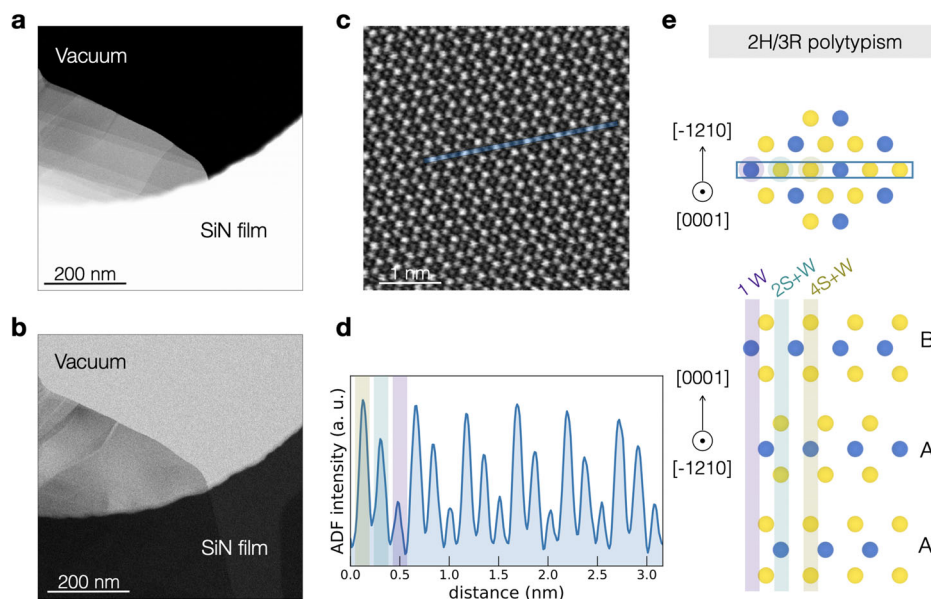 a
Vacuum
SiN film
200 nm
b
Vacuum
SiN film
200 nm
c
1 nm
d
ADF intensity (a. u.)
0.0 0.5 1.0 1.5 2.0 2.5 3.0
distance (nm)
e
2H/3R polytypism
[-1210]
[0001]
1 W
2S+W
4S+W
B
[0001]
A
[-1210]